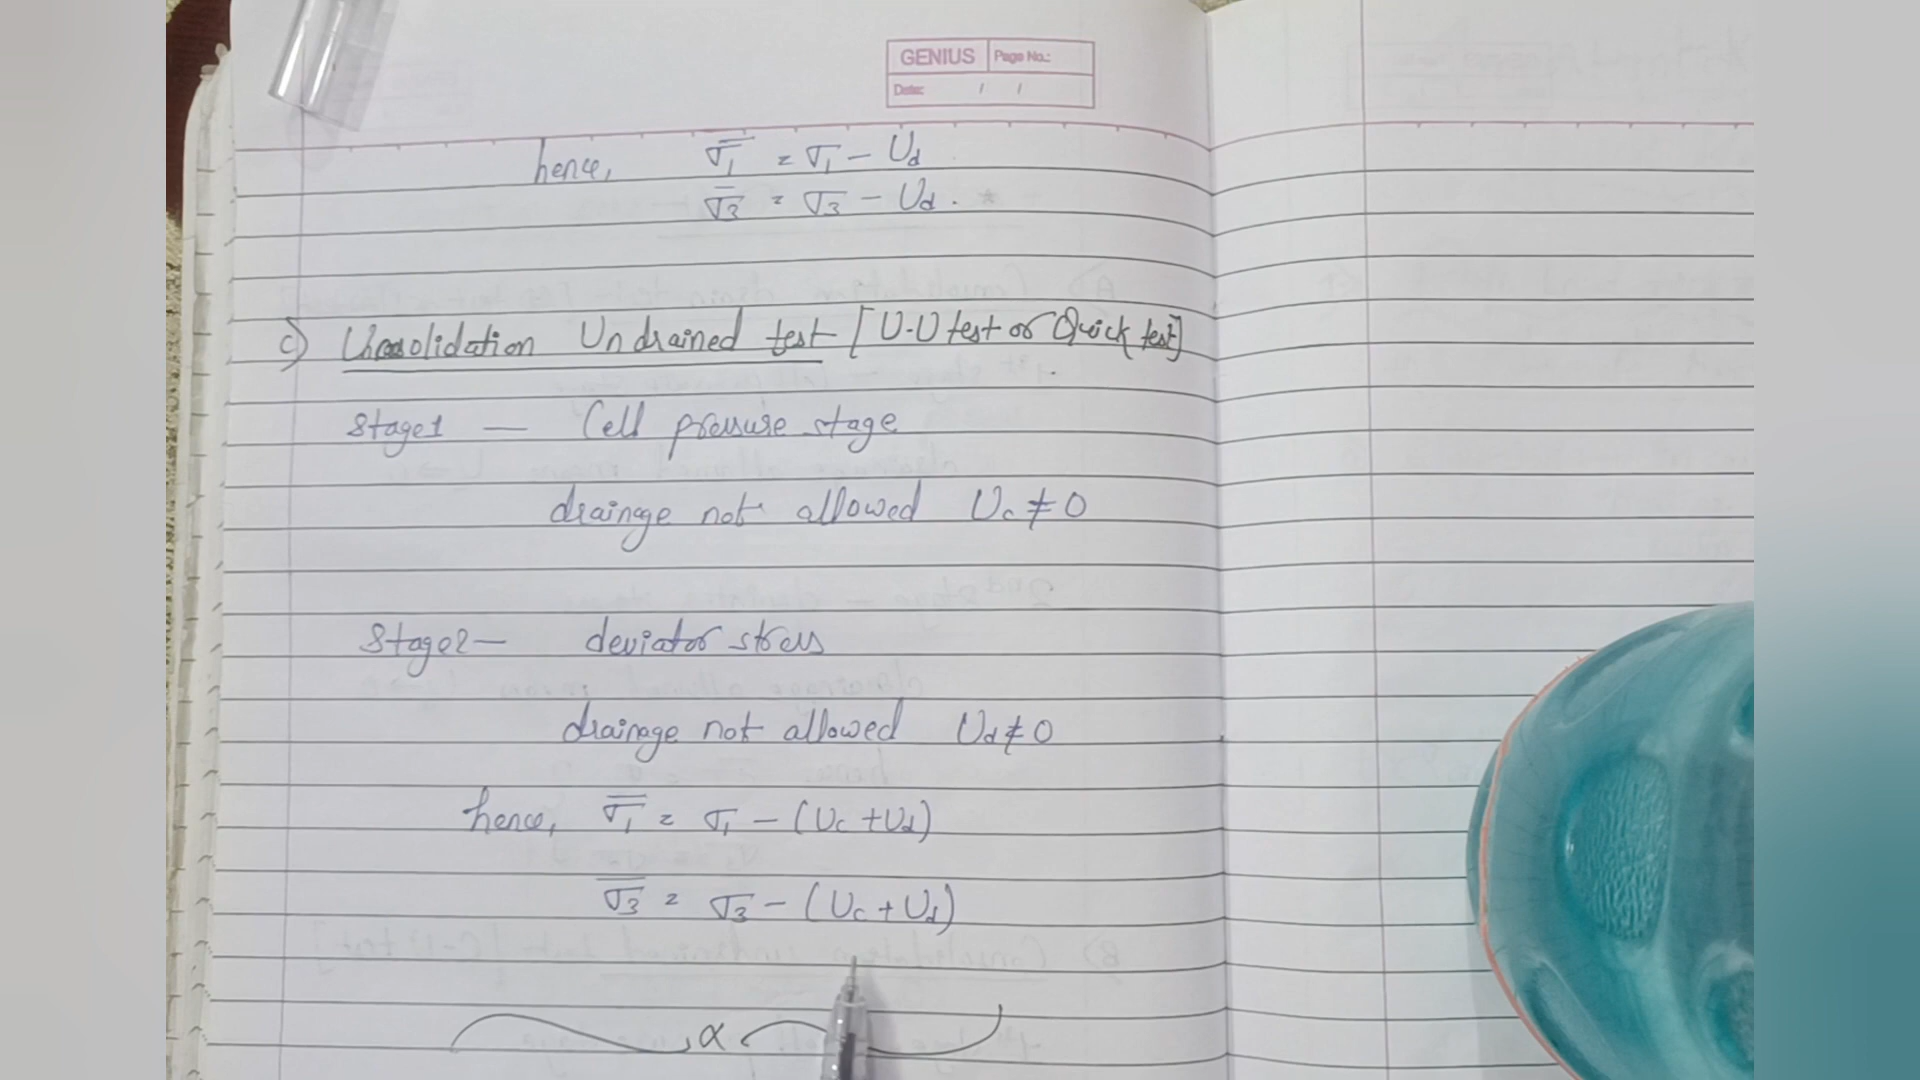 GENIUS Page No.:
Date: / /
hence, σ̅₁ = σ₁ - Ud
σ̅₃ = σ₃ - Ud.
c) Undrained test [U-U test or Quick test]
Stage1 — Cell pressure stage
drainge not allowed Uc ≠ 0
Stage2 — deviator stress
drainage not allowed Ud ≠ 0
hence, σ̅₁ = σ₁ - (Uc + Ud)
σ̅₃ = σ₃ - (Uc + Ud)